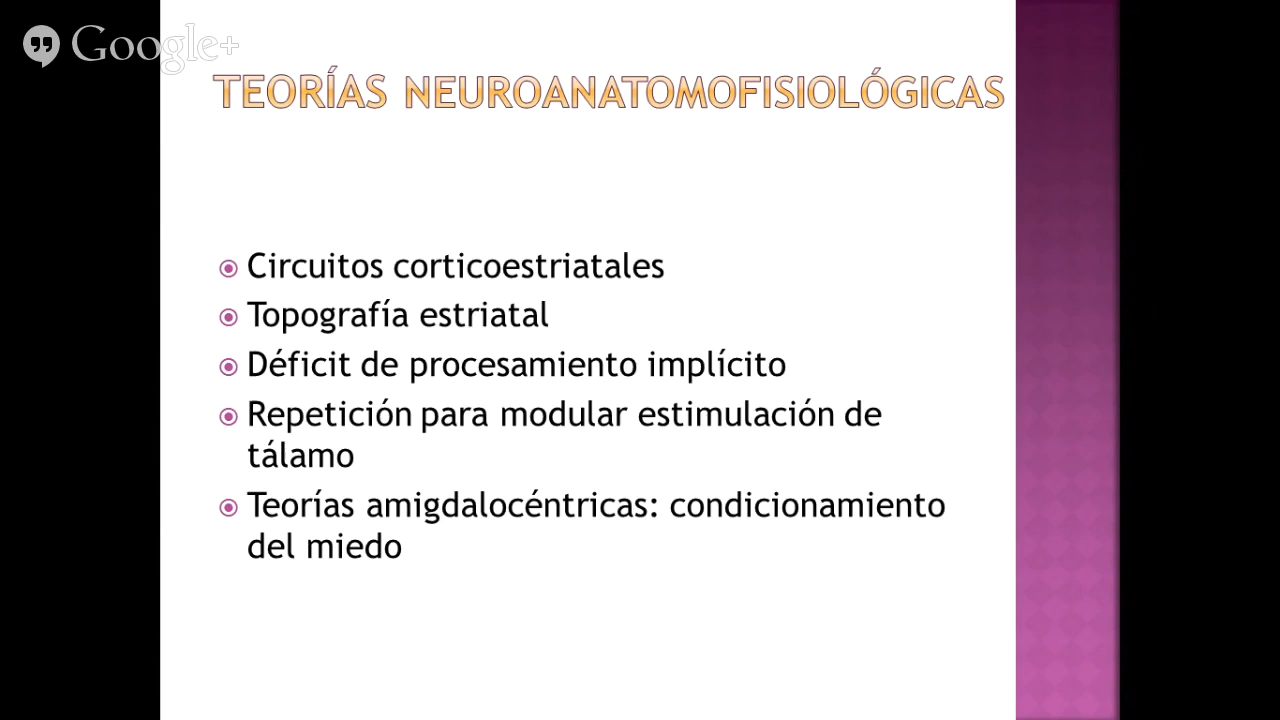 Google+
TEORÍAS NEUROANATOMOFISIOLÓGICAS
Circuitos corticoestriatales
Topografía estriatal
Déficit de procesamiento implícito
Repetición para modular estimulación de
tálamo
Teorías amigdalocéntricas: condicionamiento
del miedo